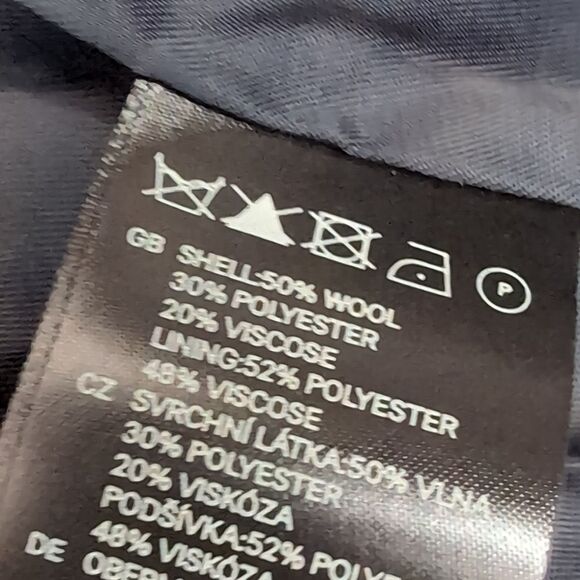 P
GB SHELL:50% WOOL
30% POLYESTER
20% VISCOSE
LINING:52% POLYESTER
48% VISCOSE
CZ SVRCHNÍ LÁTKA:50% VLNA
30% POLYESTER
20% VISKÓZA
PODŠÍVKA:52%
48% VISKÓZA
DE